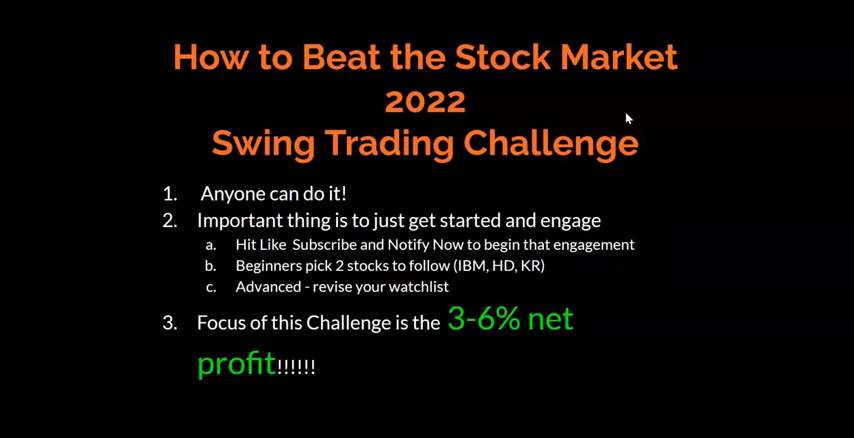 How to Beat the Stock Market
2022
Swing Trading Challenge
1. Anyone can do it!
2. Important thing is to just get started and engage
a. Hit Like Subscribe and Notify Now to begin that engagement
b. Beginners pick 2 stocks to follow (IBM, HD, KR)
c. Advanced - revise your watchlist
3. Focus of this Challenge is the 3-6% net
profit!!!!!!